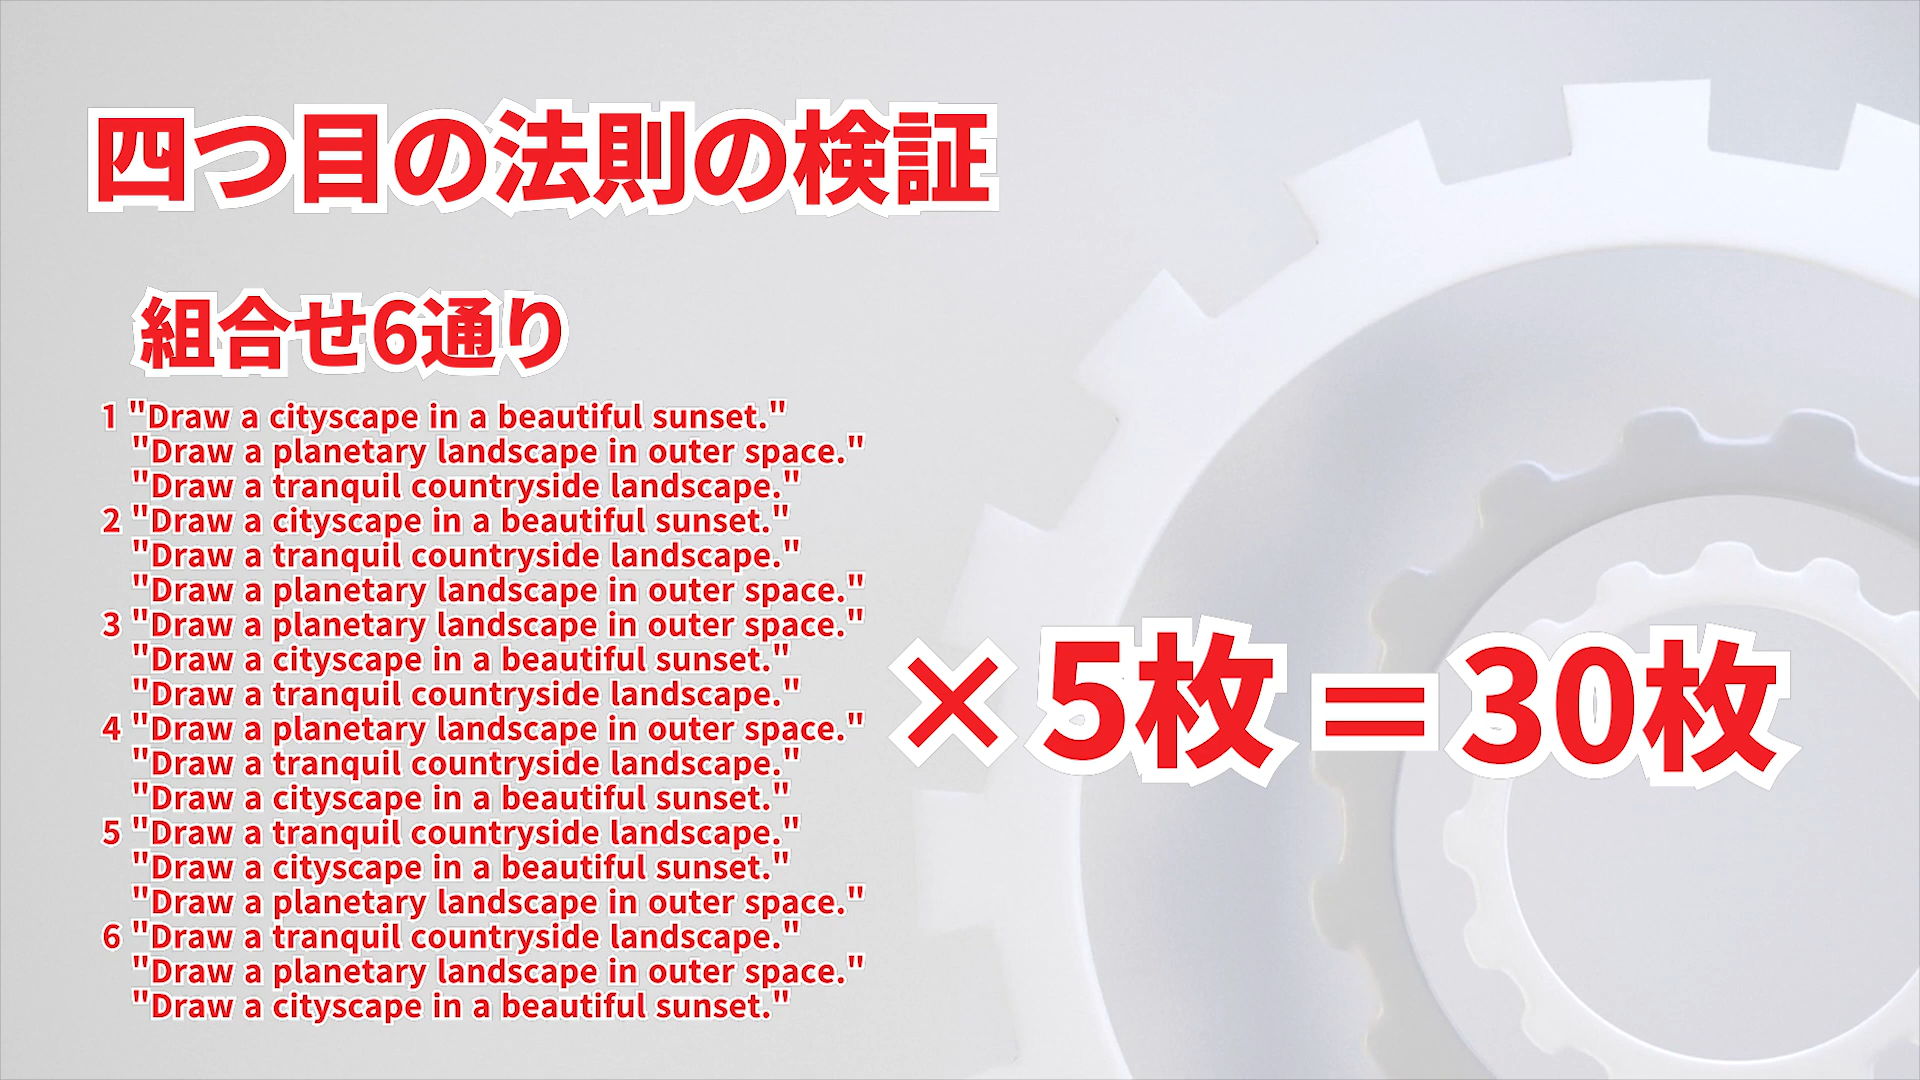 四つ目の法則の検証
組合せ6通り
1 "Draw a cityscape in a beautiful sunset."
"Draw a planetary landscape in outer space."
"Draw a tranquil countryside landscape."
2 "Draw a cityscape in a beautiful sunset."
"Draw a tranquil countryside landscape."
"Draw a planetary landscape in outer space."
3 "Draw a planetary landscape in outer space."
"Draw a cityscape in a beautiful sunset."
"Draw a tranquil countryside landscape."
4 "Draw a planetary landscape in outer space."
"Draw a tranquil countryside landscape."
"Draw a cityscape in a beautiful sunset."
5 "Draw a tranquil countryside landscape."
"Draw a cityscape in a beautiful sunset."
"Draw a planetary landscape in outer space."
6 "Draw a tranquil countryside landscape."
"Draw a planetary landscape in outer space."
"Draw a cityscape in a beautiful sunset."
×5枚＝30枚